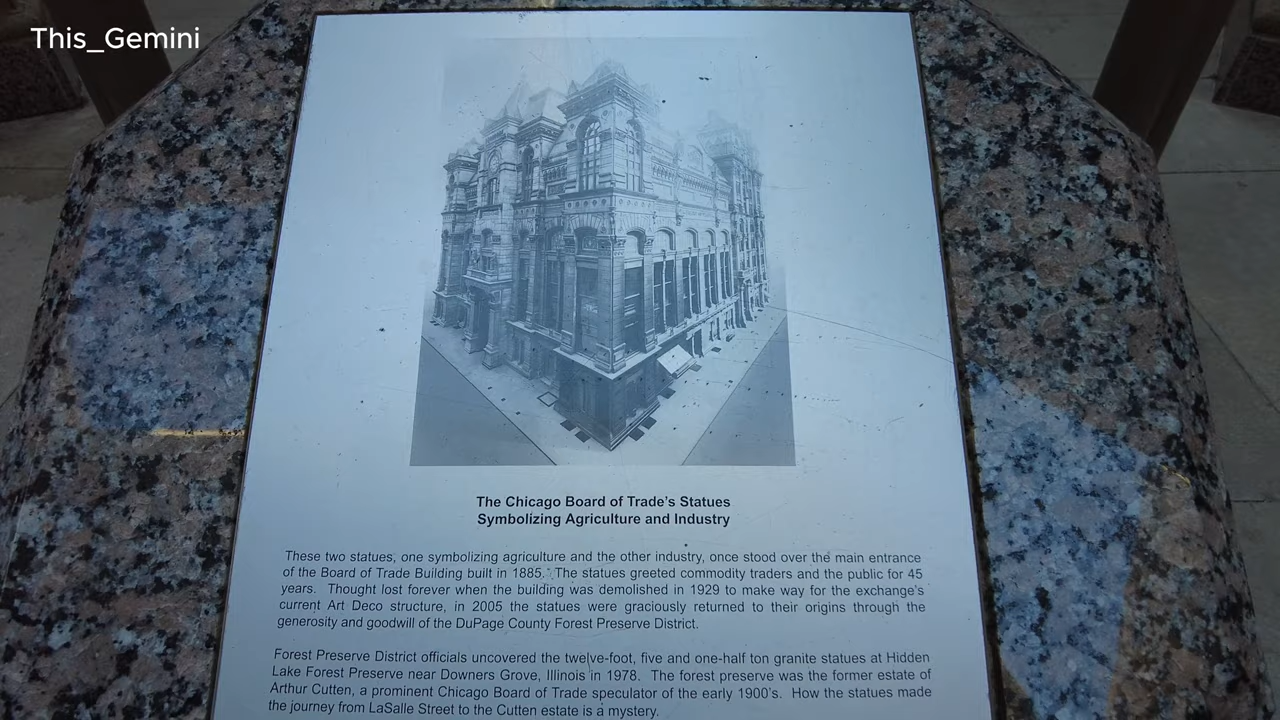 This_Gemini
The Chicago Board of Trade's Statues
Symbolizing Agriculture and Industry
These two statues, one symbolizing agriculture and the other industry, once stood over the main entrance
of the Board of Trade Building built in 1885. The statues greeted commodity traders and the public for 45
years. Thought lost forever when the building was demolished in 1929 to make way for the exchange's
current Art Deco structure, in 2005 the statues were graciously returned to their origins through the
generosity and goodwill of the DuPage County Forest Preserve District.
Forest Preserve District officials uncovered the twelve-foot, five and one-half ton granite statues at Hidden
Lake Forest Preserve near Downers Grove, Illinois in 1978. The forest preserve was the former estate of
Arthur Cutten, a prominent Chicago Board of Trade speculator of the early 1900's. How the statues made
the journey from LaSalle Street to the Cutten estate is a mystery.